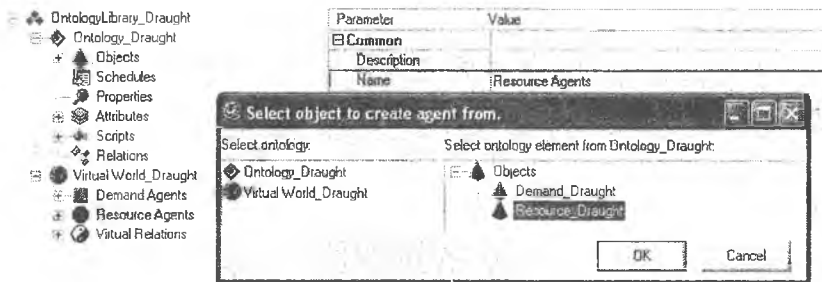 OntologyLibrary_Draught
Ontology_Draught
Objects
Schedules
Properties
Attributes
Scripts
Relations
Virtual World_Draught
Demand Agents
Resource Agents
Virtual Relations
Parameter Value
Common
Description
Name Resource Agents
Select object to create agent from.
Select ontology: Select ontology element from Ontology_Draught:
Ontology_Draught
Virtual World_Draught
Objects
Demand_Draught
Resource_Draught
OK Cancel